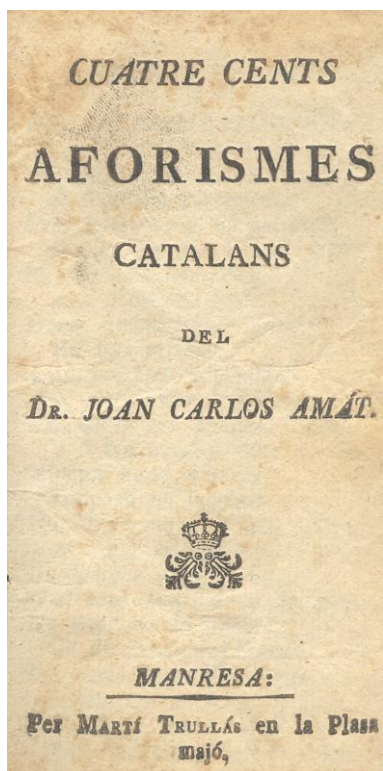 CUATRE CENTS
AFORISMES
CATALANS
DEL
DR. JOAN CARLOS AMÁT.
MANRESA:
Per MARTÍ TRULLÁS en la Plasa
majó,